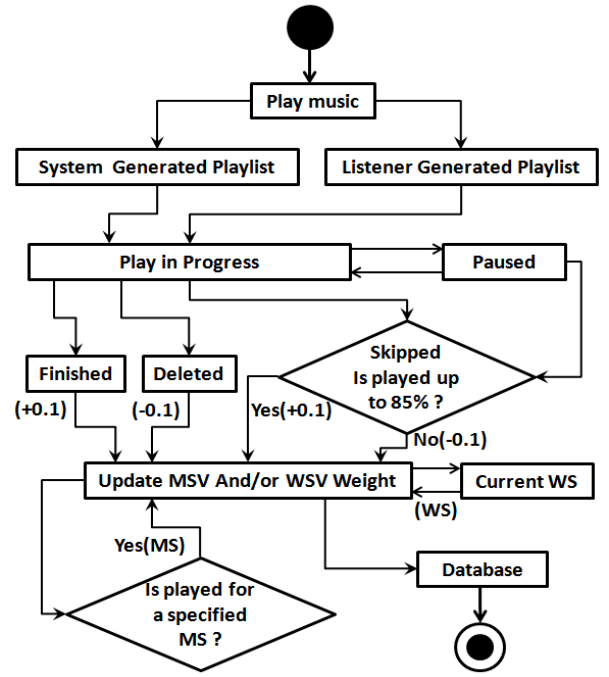 Play music
System Generated Playlist
Listener Generated Playlist
Play in Progress
Paused
Skipped
Is played up
to 85% ?
Finished
Deleted
(+0.1)
(-0.1)
Yes(+0.1)
No(-0.1)
Update MSV And/or WSV Weight
Current WS
(WS)
Yes(MS)
Is played for
a specified
MS ?
Database